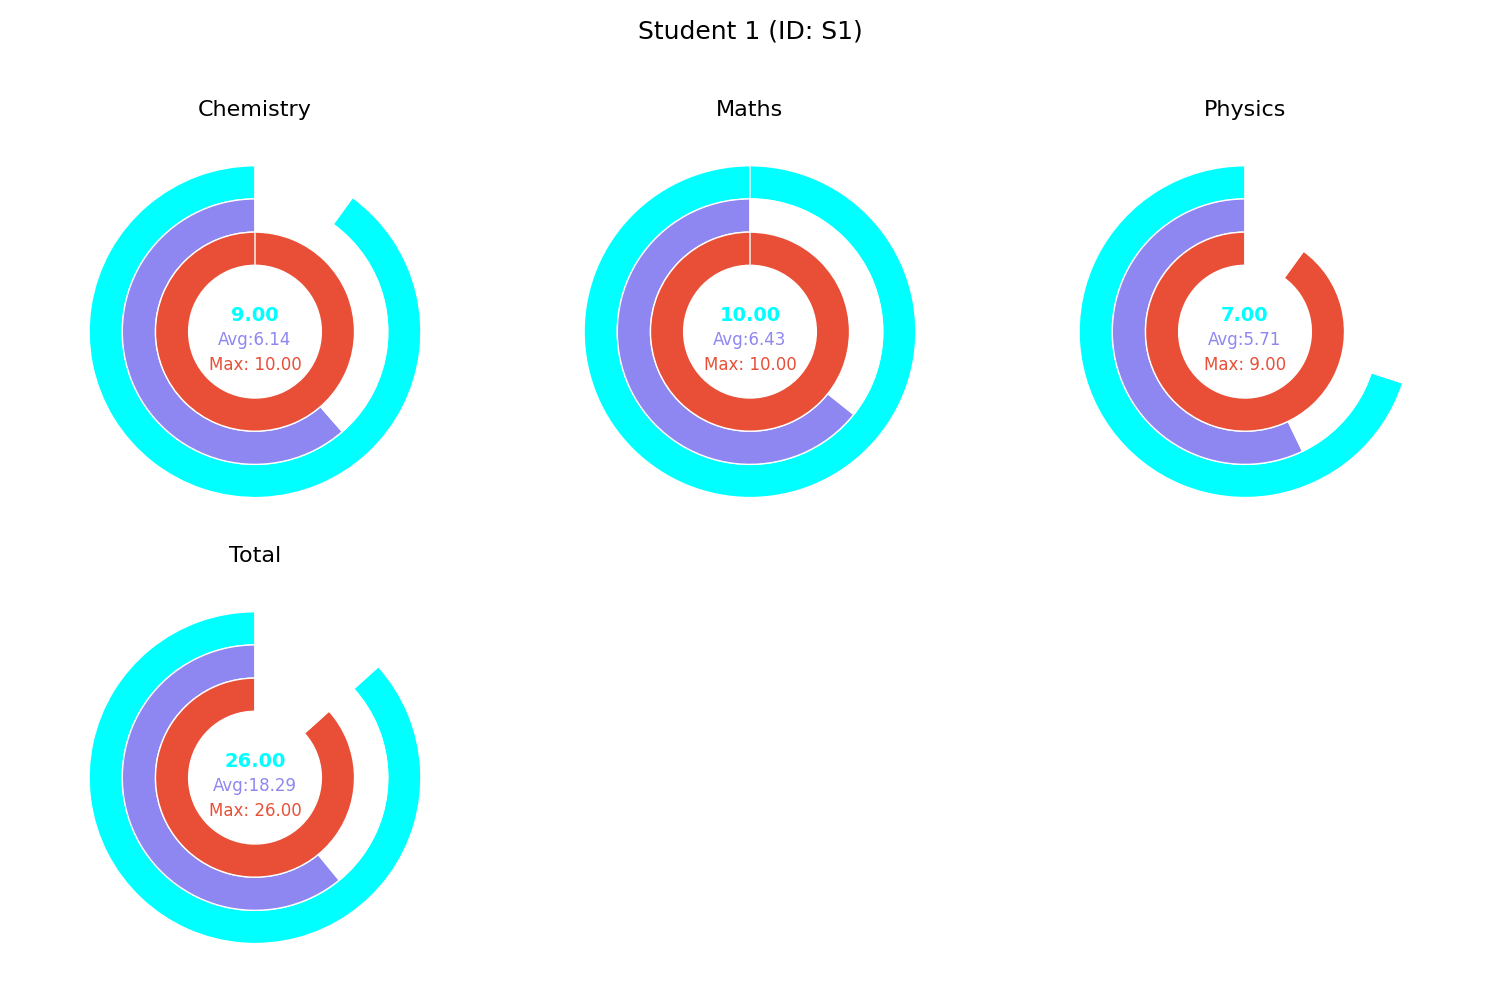 Student 1 (ID: S1)
Chemistry
9.00
Avg:6.14
Max: 10.00
Maths
10.00
Avg:6.43
Max: 10.00
Physics
7.00
Avg:5.71
Max: 9.00
Total
26.00
Avg:18.29
Max: 26.00